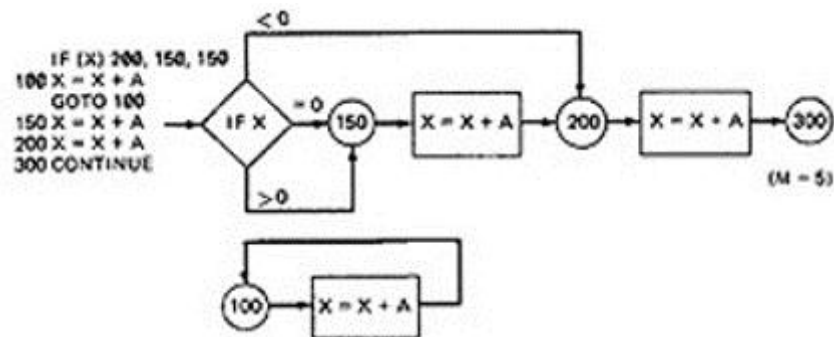 IF (X) 200, 150, 150
100 X = X + A
GOTO 100
150 X = X + A
200 X = X + A
300 CONTINUE
< 0
IF X
= 0
150
X = X + A
200
X = X + A
300
> 0
(M = 5)
100
X = X + A